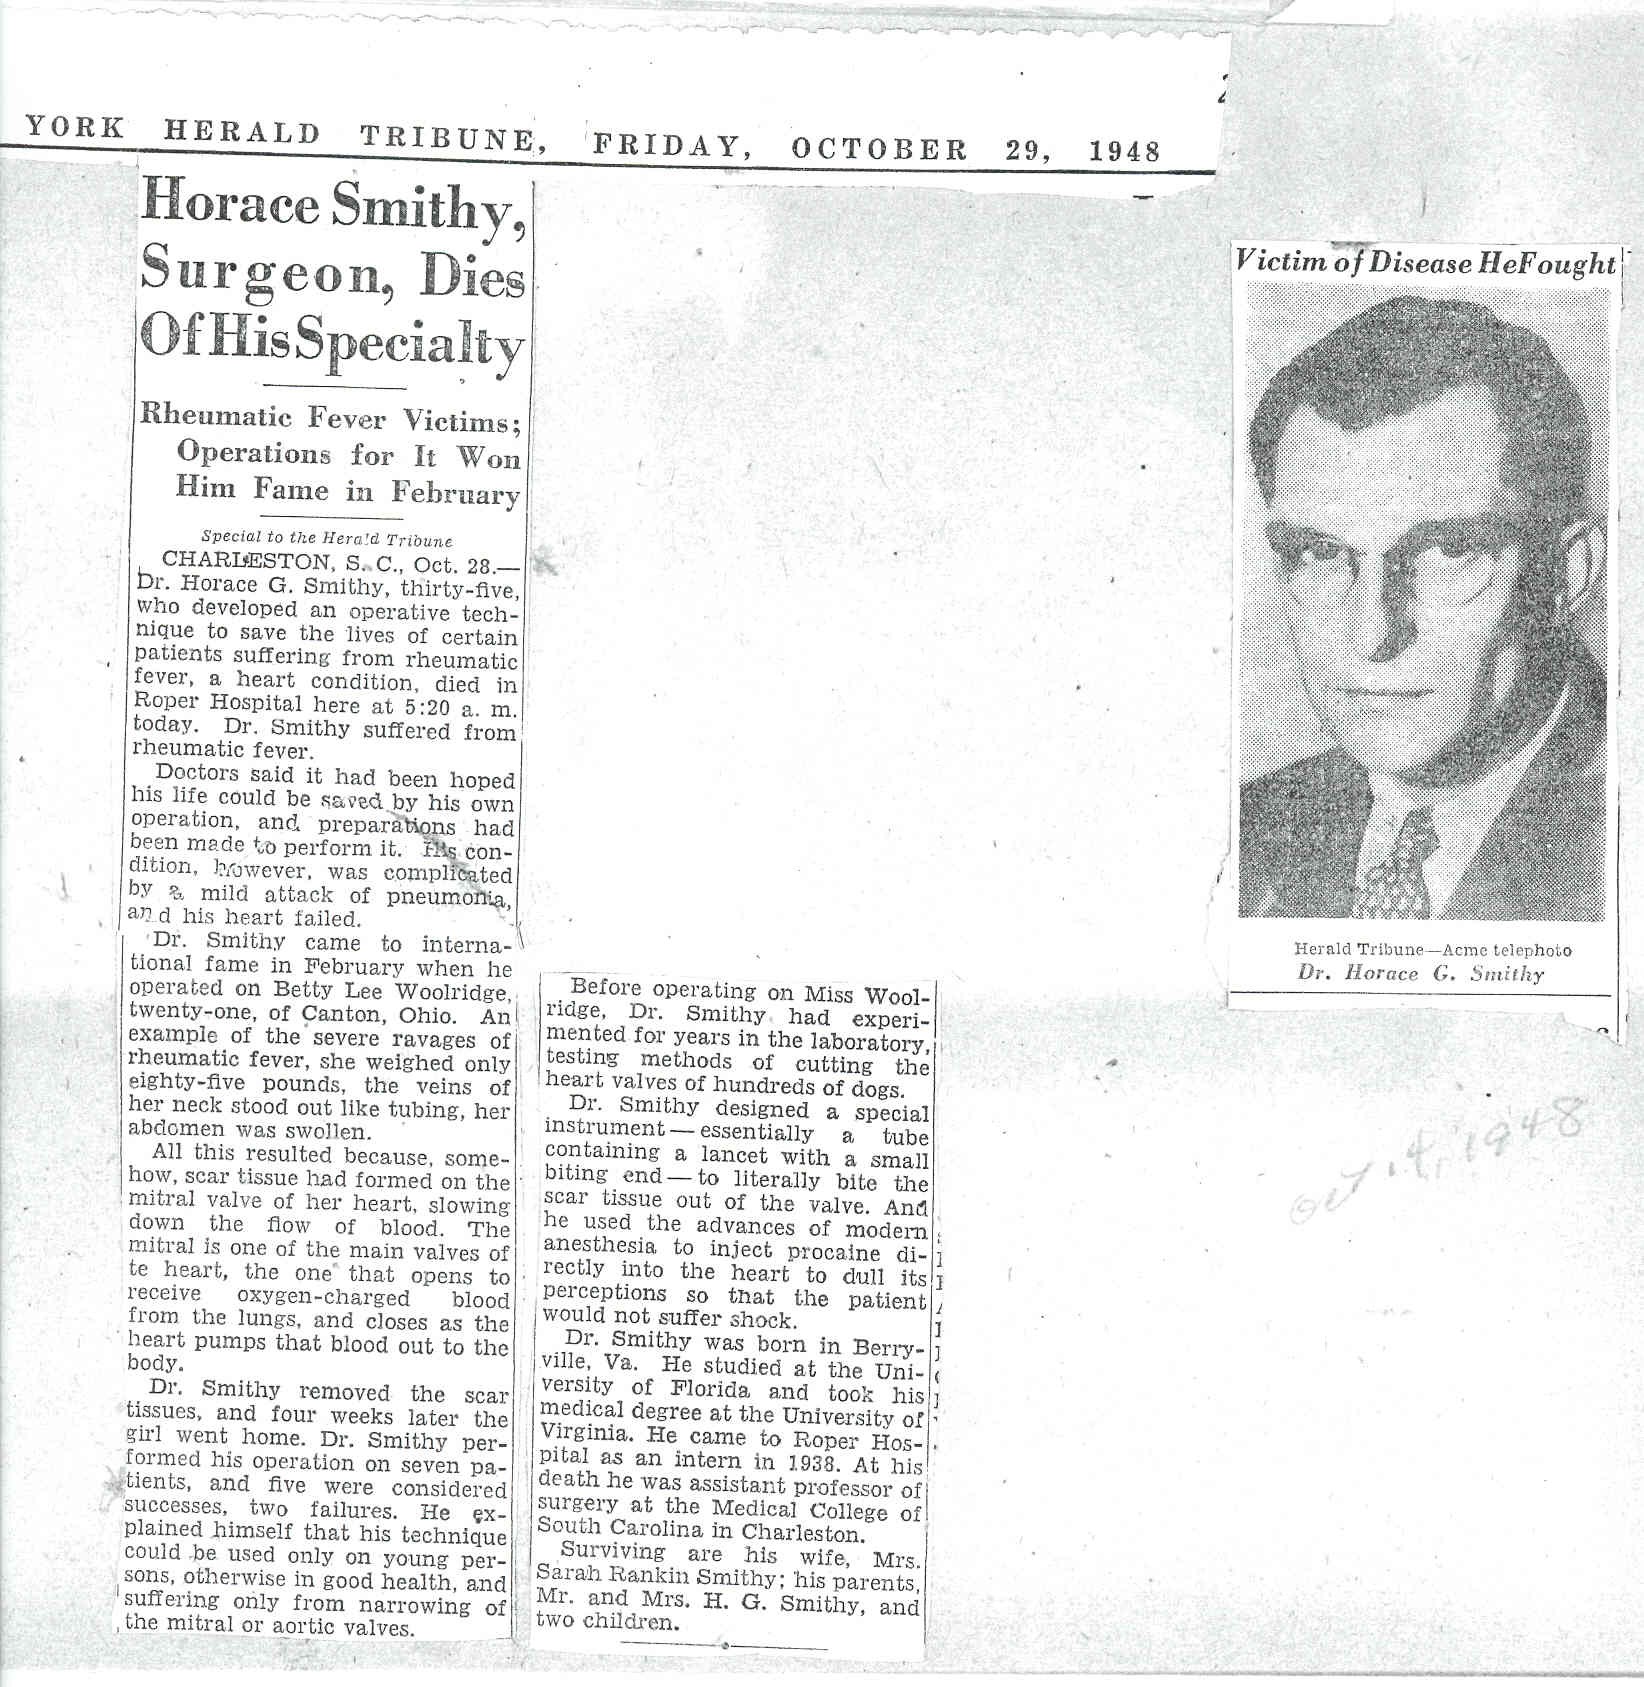 YORK HERALD TRIBUNE, FRIDAY, OCTOBER 29, 1948
Horace Smithy,
Surgeon, Dies
Of His Specialty
Rheumatic Fever Victims;
Operations for It Won
Him Fame in February
Special to the Herald Tribune
CHARLESTON, S. C., Oct. 28.—
Dr. Horace G. Smithy, thirty-five,
who developed an operative tech-
nique to save the lives of certain
patients suffering from rheumatic
fever, a heart condition, died in
Roper Hospital here at 5:20 a. m.
today. Dr. Smithy suffered from
rheumatic fever.
Doctors said it had been hoped
his life could be saved by his own
operation, and preparations had
been made to perform it. His con-
dition, however, was complicated
by a mild attack of pneumonia,
and his heart failed.
Dr. Smithy came to interna-
tional fame in February when he
operated on Betty Lee Woolridge,
twenty-one, of Canton, Ohio. An
example of the severe ravages of
rheumatic fever, she weighed only
eighty-five pounds, the veins of
her neck stood out like tubing, her
abdomen was swollen.
All this resulted because, some-
how, scar tissue had formed on the
mitral valve of her heart, slowing
down the flow of blood. The
mitral is one of the main valves of
te heart, the one that opens to
receive oxygen-charged blood
from the lungs, and closes as the
heart pumps that blood out to the
body.
Dr. Smithy removed the scar
tissues, and four weeks later the
girl went home. Dr. Smithy per-
formed his operation on seven pa-
tients, and five were considered
successes, two failures. He ex-
plained himself that his technique
could be used only on young per-
sons, otherwise in good health, and
suffering only from narrowing of
the mitral or aortic valves.
Before operating on Miss Wool-
ridge, Dr. Smithy had experi-
mented for years in the laboratory,
testing methods of cutting the
heart valves of hundreds of dogs.
Dr. Smithy designed a special
instrument—essentially a tube
containing a lancet with a small
biting end—to literally bite the
scar tissue out of the valve. And
he used the advances of modern
anesthesia to inject procaine di-
rectly into the heart to dull its
perceptions so that the patient
would not suffer shock.
Dr. Smithy was born in Berry-
ville, Va. He studied at the Uni-
versity of Florida and took his
medical degree at the University of
Virginia. He came to Roper Hos-
pital as an intern in 1938. At his
death he was assistant professor of
surgery at the Medical College of
South Carolina in Charleston.
Surviving are his wife, Mrs.
Sarah Rankin Smithy; his parents,
Mr. and Mrs. H. G. Smithy, and
two children.
Victim of Disease He Fought
Herald Tribune—Acme telephoto
Dr. Horace G. Smithy
1948